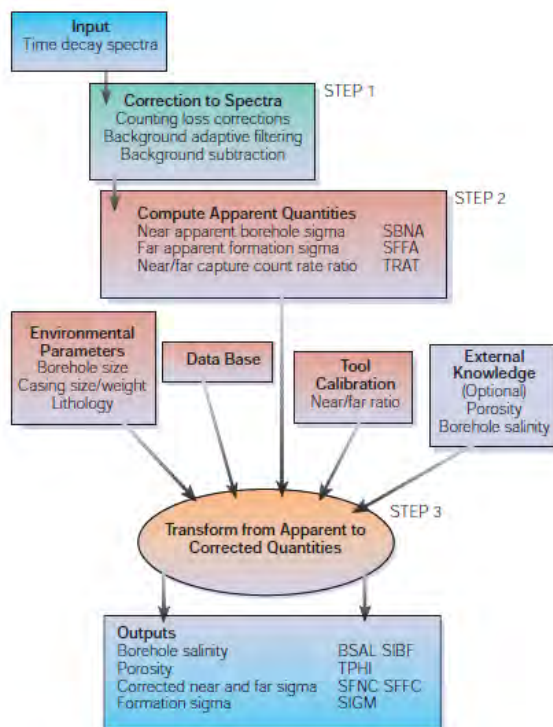 Input
Time decay spectra
STEP 1
Correction to Spectra
Counting loss corrections
Background adaptive filtering
Background subtraction
STEP 2
Compute Apparent Quantities
Near apparent borehole sigma SBNA
Far apparent formation sigma SFFA
Near/far capture count rate ratio TRAT
Environmental
Parameters
Borehole size
Casing size/weight
Lithology
Data Base
Tool
Calibration
Near/far ratio
External
Knowledge
(Optional)
Porosity
Borehole salinity
STEP 3
Transform from Apparent to
Corrected Quantities
Outputs
Borehole salinity BSAL SIBF
Porosity TPHI
Corrected near and far sigma SFNC SFFC
Formation sigma SIGM